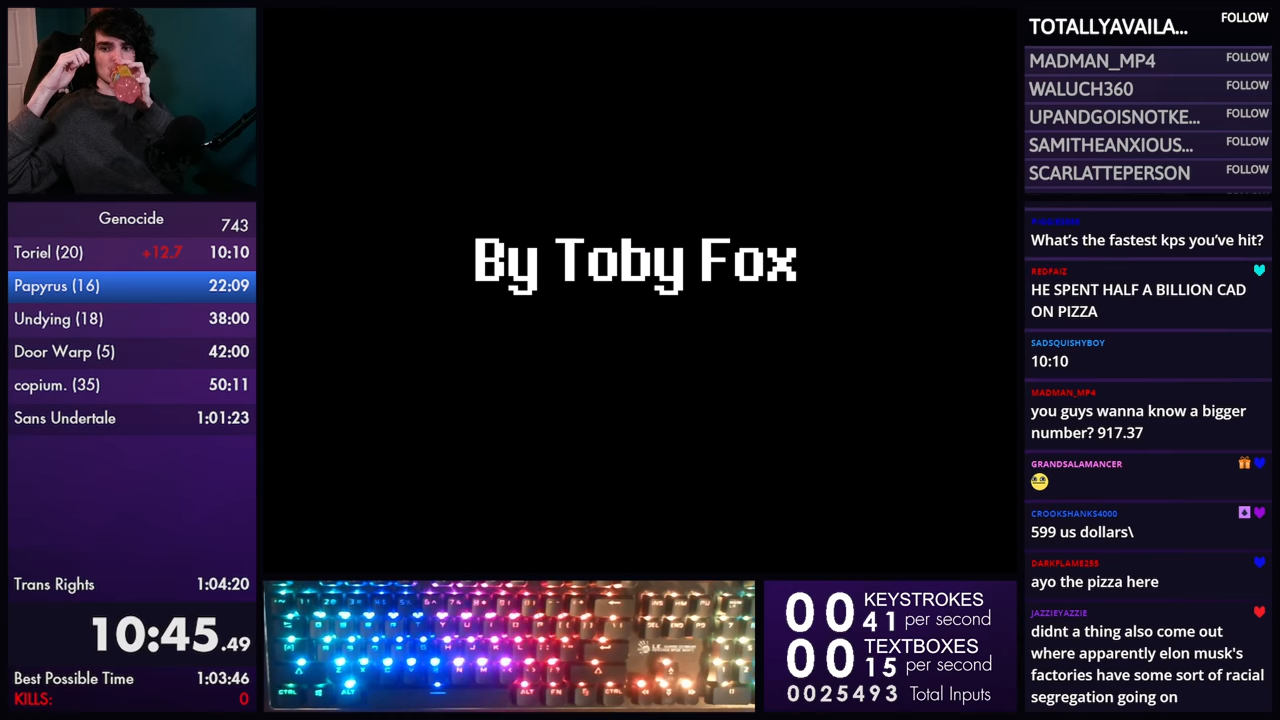 Genocide 743
Toriel (20) +12.7 10:10
Papyrus (16) 22:09
Undying (18) 38:00
Door Warp (5) 42:00
copium. (35) 50:11
Sans Undertale 1:01:23
Trans Rights 1:04:20
10:45.49
Best Possible Time 1:03:46
KILLS: 0
By Toby Fox
00 KEYSTROKES
41 per second
00 TEXTBOXES
15 per second
0025493 Total Inputs
TOTALLYAVAILA... FOLLOW
MADMAN_MP4 FOLLOW
WALUCH360 FOLLOW
UPANDGOISNOTKE... FOLLOW
SAMITHEANXIOUS... FOLLOW
SCARLATTEPERSON FOLLOW
What's the fastest kps you've hit?
REDFAIZ
HE SPENT HALF A BILLION CAD
ON PIZZA
SADSQUISHYBOY
10:10
MADMAN_MP4
you guys wanna know a bigger
number? 917.37
GRANDSALAMANCER
CROOKSHANKS4000
599 us dollars\
DARKFLAME255
ayo the pizza here
JAZZIEYAZZIE
didnt a thing also come out
where apparently elon musk's
factories have some sort of racial
segregation going on